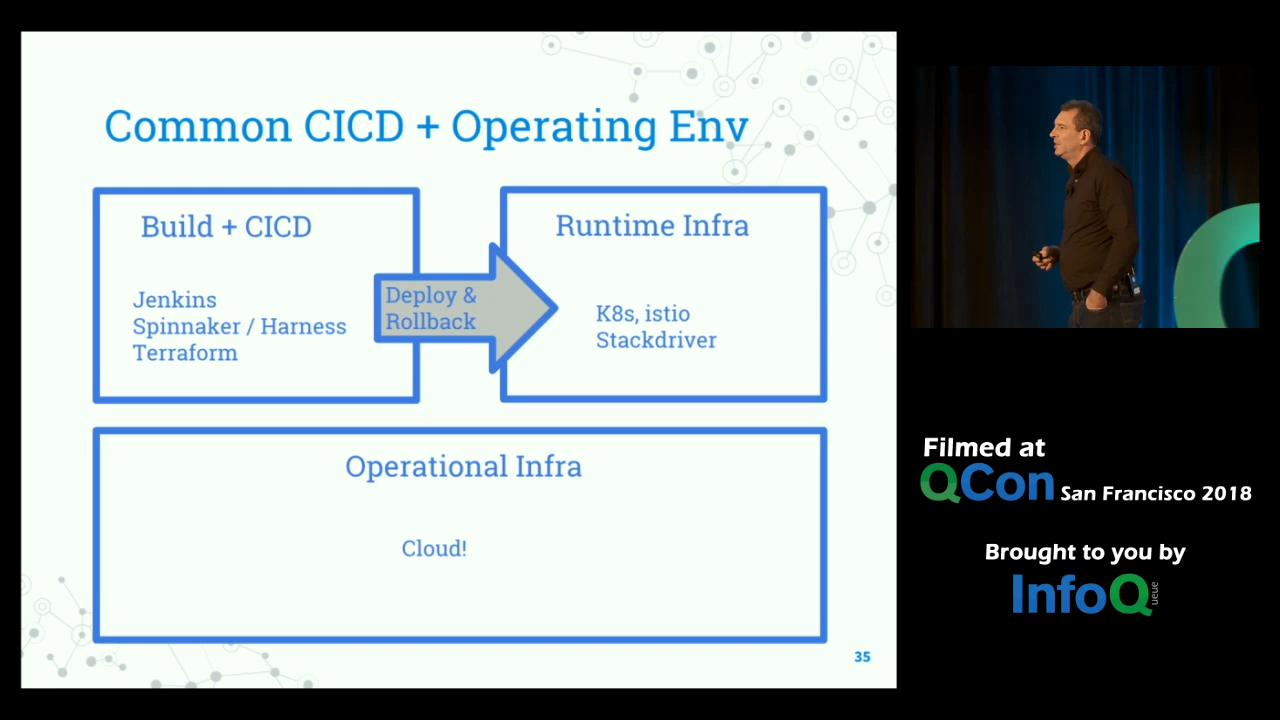 Common CICD + Operating Env
Build + CICD
Jenkins
Spinnaker / Harness
Terraform
Deploy &
Rollback
Runtime Infra
K8s, istio
Stackdriver
Operational Infra
Cloud!
35
Filmed at
QCon San Francisco 2018
Brought to you by
InfoQueue